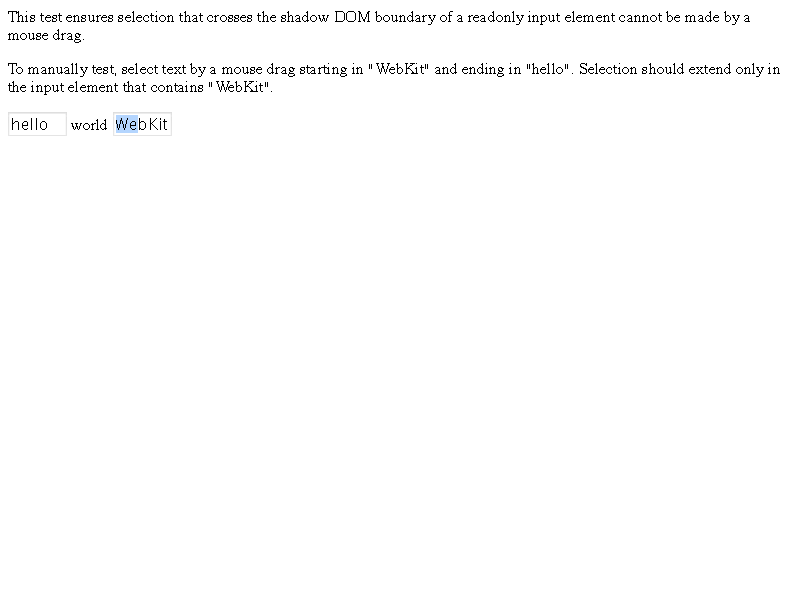 This test ensures selection that crosses the shadow DOM boundary of a readonly input element cannot be made by a
mouse drag.
To manually test, select text by a mouse drag starting in "WebKit" and ending in "hello". Selection should extend only in
the input element that contains "WebKit".
hello world WebKit